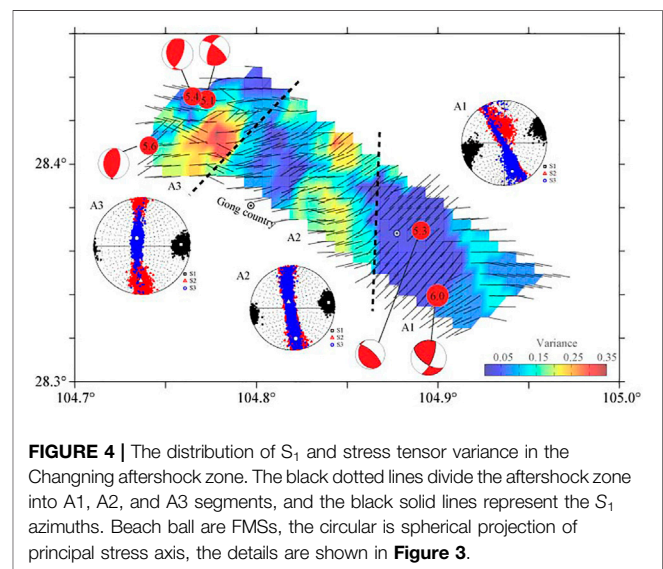 5.4
5.1
5.6
A3
A1
S1
S2
S3
28.4°
Gong country
A3
S1
S2
S3
A2
A2
S1
S2
S3
5.3
6.0
A1
Variance
0.05 0.15 0.25 0.35
28.3°
104.7° 104.8° 104.9° 105.0°
FIGURE 4 | The distribution of S₁ and stress tensor variance in the
Changning aftershock zone. The black dotted lines divide the aftershock zone
into A1, A2, and A3 segments, and the black solid lines represent the S₁
azimuths. Beach ball are FMSs, the circular is spherical projection of
principal stress axis, the details are shown in Figure 3.